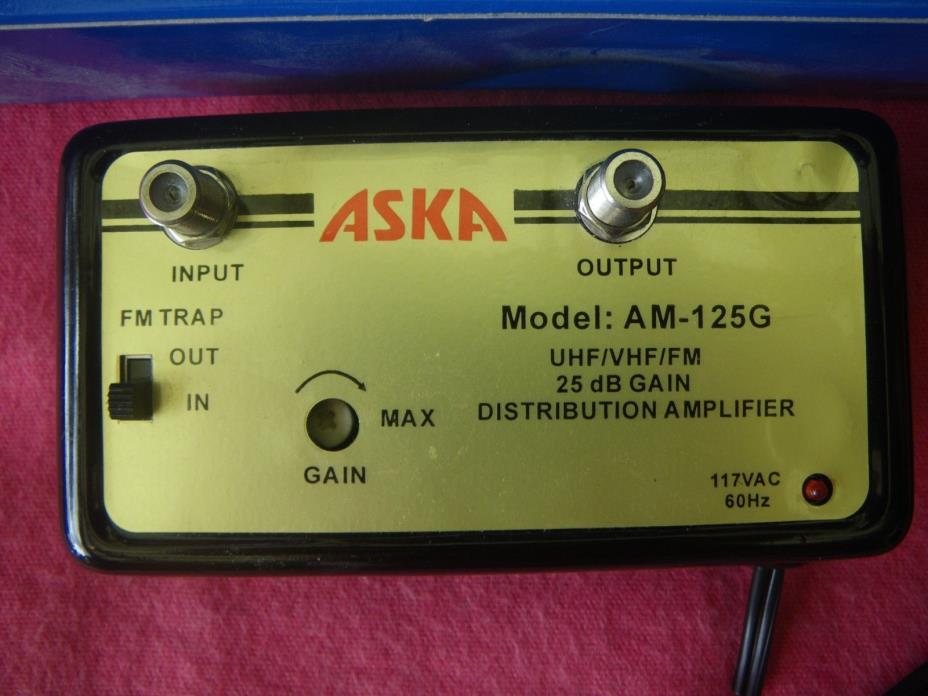 ASKA
INPUT
OUTPUT
FM TRAP
OUT
IN
MAX
GAIN
Model: AM-125G
UHF/VHF/FM
25 dB GAIN
DISTRIBUTION AMPLIFIER
117VAC
60Hz